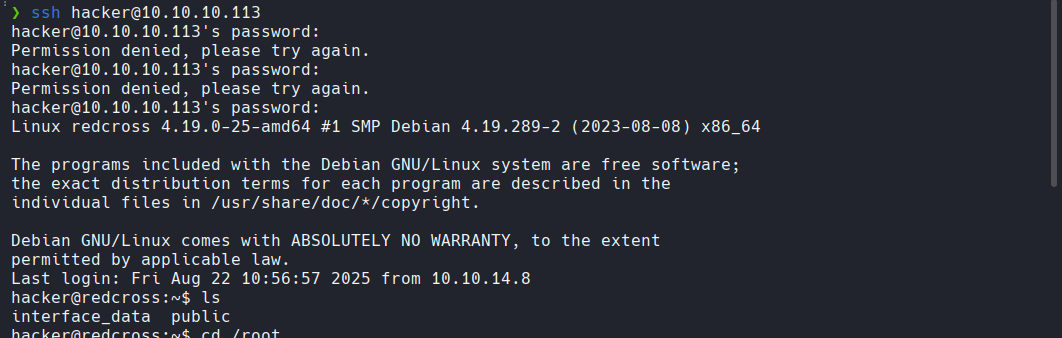 ❯ ssh hacker@10.10.10.113
hacker@10.10.10.113's password:
Permission denied, please try again.
hacker@10.10.10.113's password:
Permission denied, please try again.
hacker@10.10.10.113's password:
Linux redcross 4.19.0-25-amd64 #1 SMP Debian 4.19.289-2 (2023-08-08) x86_64
The programs included with the Debian GNU/Linux system are free software;
the exact distribution terms for each program are described in the
individual files in /usr/share/doc/*/copyright.
Debian GNU/Linux comes with ABSOLUTELY NO WARRANTY, to the extent
permitted by applicable law.
Last login: Fri Aug 22 10:56:57 2025 from 10.10.14.8
hacker@redcross:~$ ls
interface_data  public
hacker@redcross:~$ cd /root